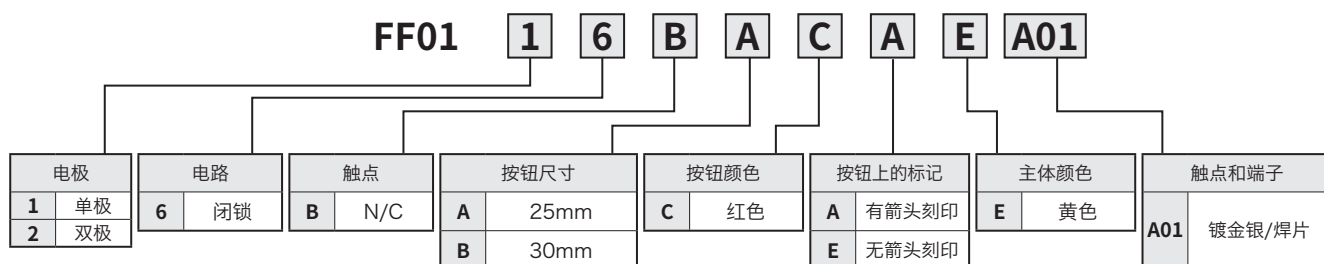 FF01 1 6 B A C A E A01
电极
1 单极
2 双极
电路
6 闭锁
触点
B N/C
按钮尺寸
A 25mm
B 30mm
按钮颜色
C 红色
按钮上的标记
A 有箭头刻印
E 无箭头刻印
主体颜色
E 黄色
触点和端子
A01 镀金银/焊片